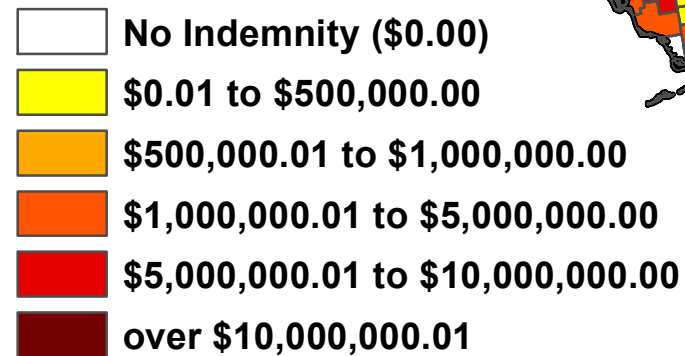 No Indemnity ($0.00)
$0.01 to $500,000.00
$500,000.01 to $1,000,000.00
$1,000,000.01 to $5,000,000.00
$5,000,000.01 to $10,000,000.00
over $10,000,000.01